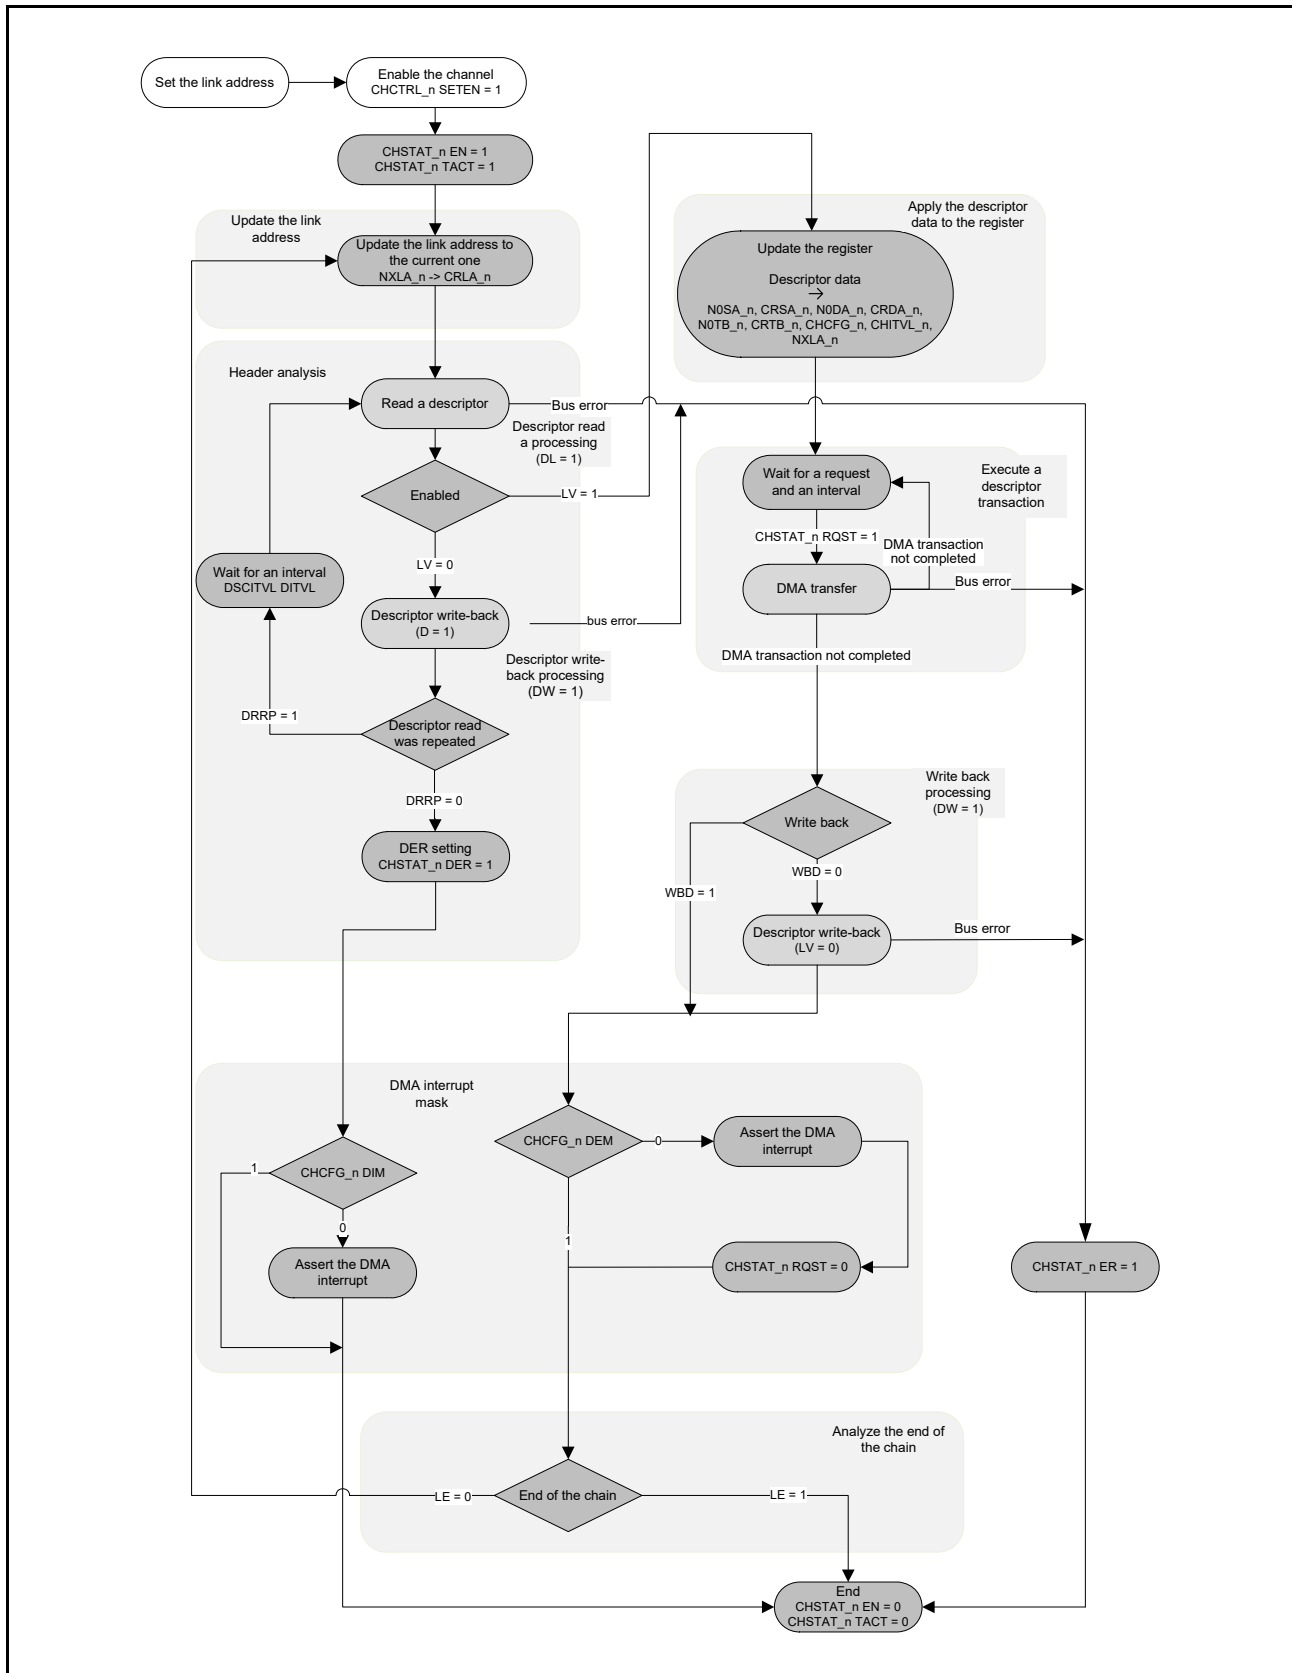 Set the link address
Enable the channel
CHCTRL_n SETEN = 1
CHSTAT_n EN = 1
CHSTAT_n TACT = 1
Update the link
address
Update the link address to
the current one
NXLA_n -> CRLA_n
Apply the descriptor
data to the register
Update the register
Descriptor data
→
N0SA_n, CRSA_n, N0DA_n, CRDA_n,
N0TB_n, CRTB_n, CHCFG_n, CHITVL_n,
NXLA_n
Header analysis
Read a descriptor
Bus error
Descriptor read
a processing
(DL = 1)
Enabled
LV = 1
LV = 0
Wait for an interval
DSCITVL DITVL
Descriptor write-back
(D = 1)
bus error
Descriptor write-
back processing
(DW = 1)
DRRP = 1
Descriptor read
was repeated
DRRP = 0
DER setting
CHSTAT_n DER = 1
Wait for a request
and an interval
Execute a
descriptor
transaction
CHSTAT_n RQST = 1
DMA transaction
not completed
DMA transfer
Bus error
DMA transaction not completed
Write back
processing
(DW = 1)
Write back
WBD = 0
WBD = 1
Descriptor write-back
(LV = 0)
Bus error
DMA interrupt
mask
CHCFG_n DIM
1
0
Assert the DMA
interrupt
CHCFG_n DEM
0
Assert the DMA
interrupt
1
CHSTAT_n RQST = 0
CHSTAT_n ER = 1
Analyze the end of
the chain
LE = 0
End of the chain
LE = 1
End
CHSTAT_n EN = 0
CHSTAT_n TACT = 0